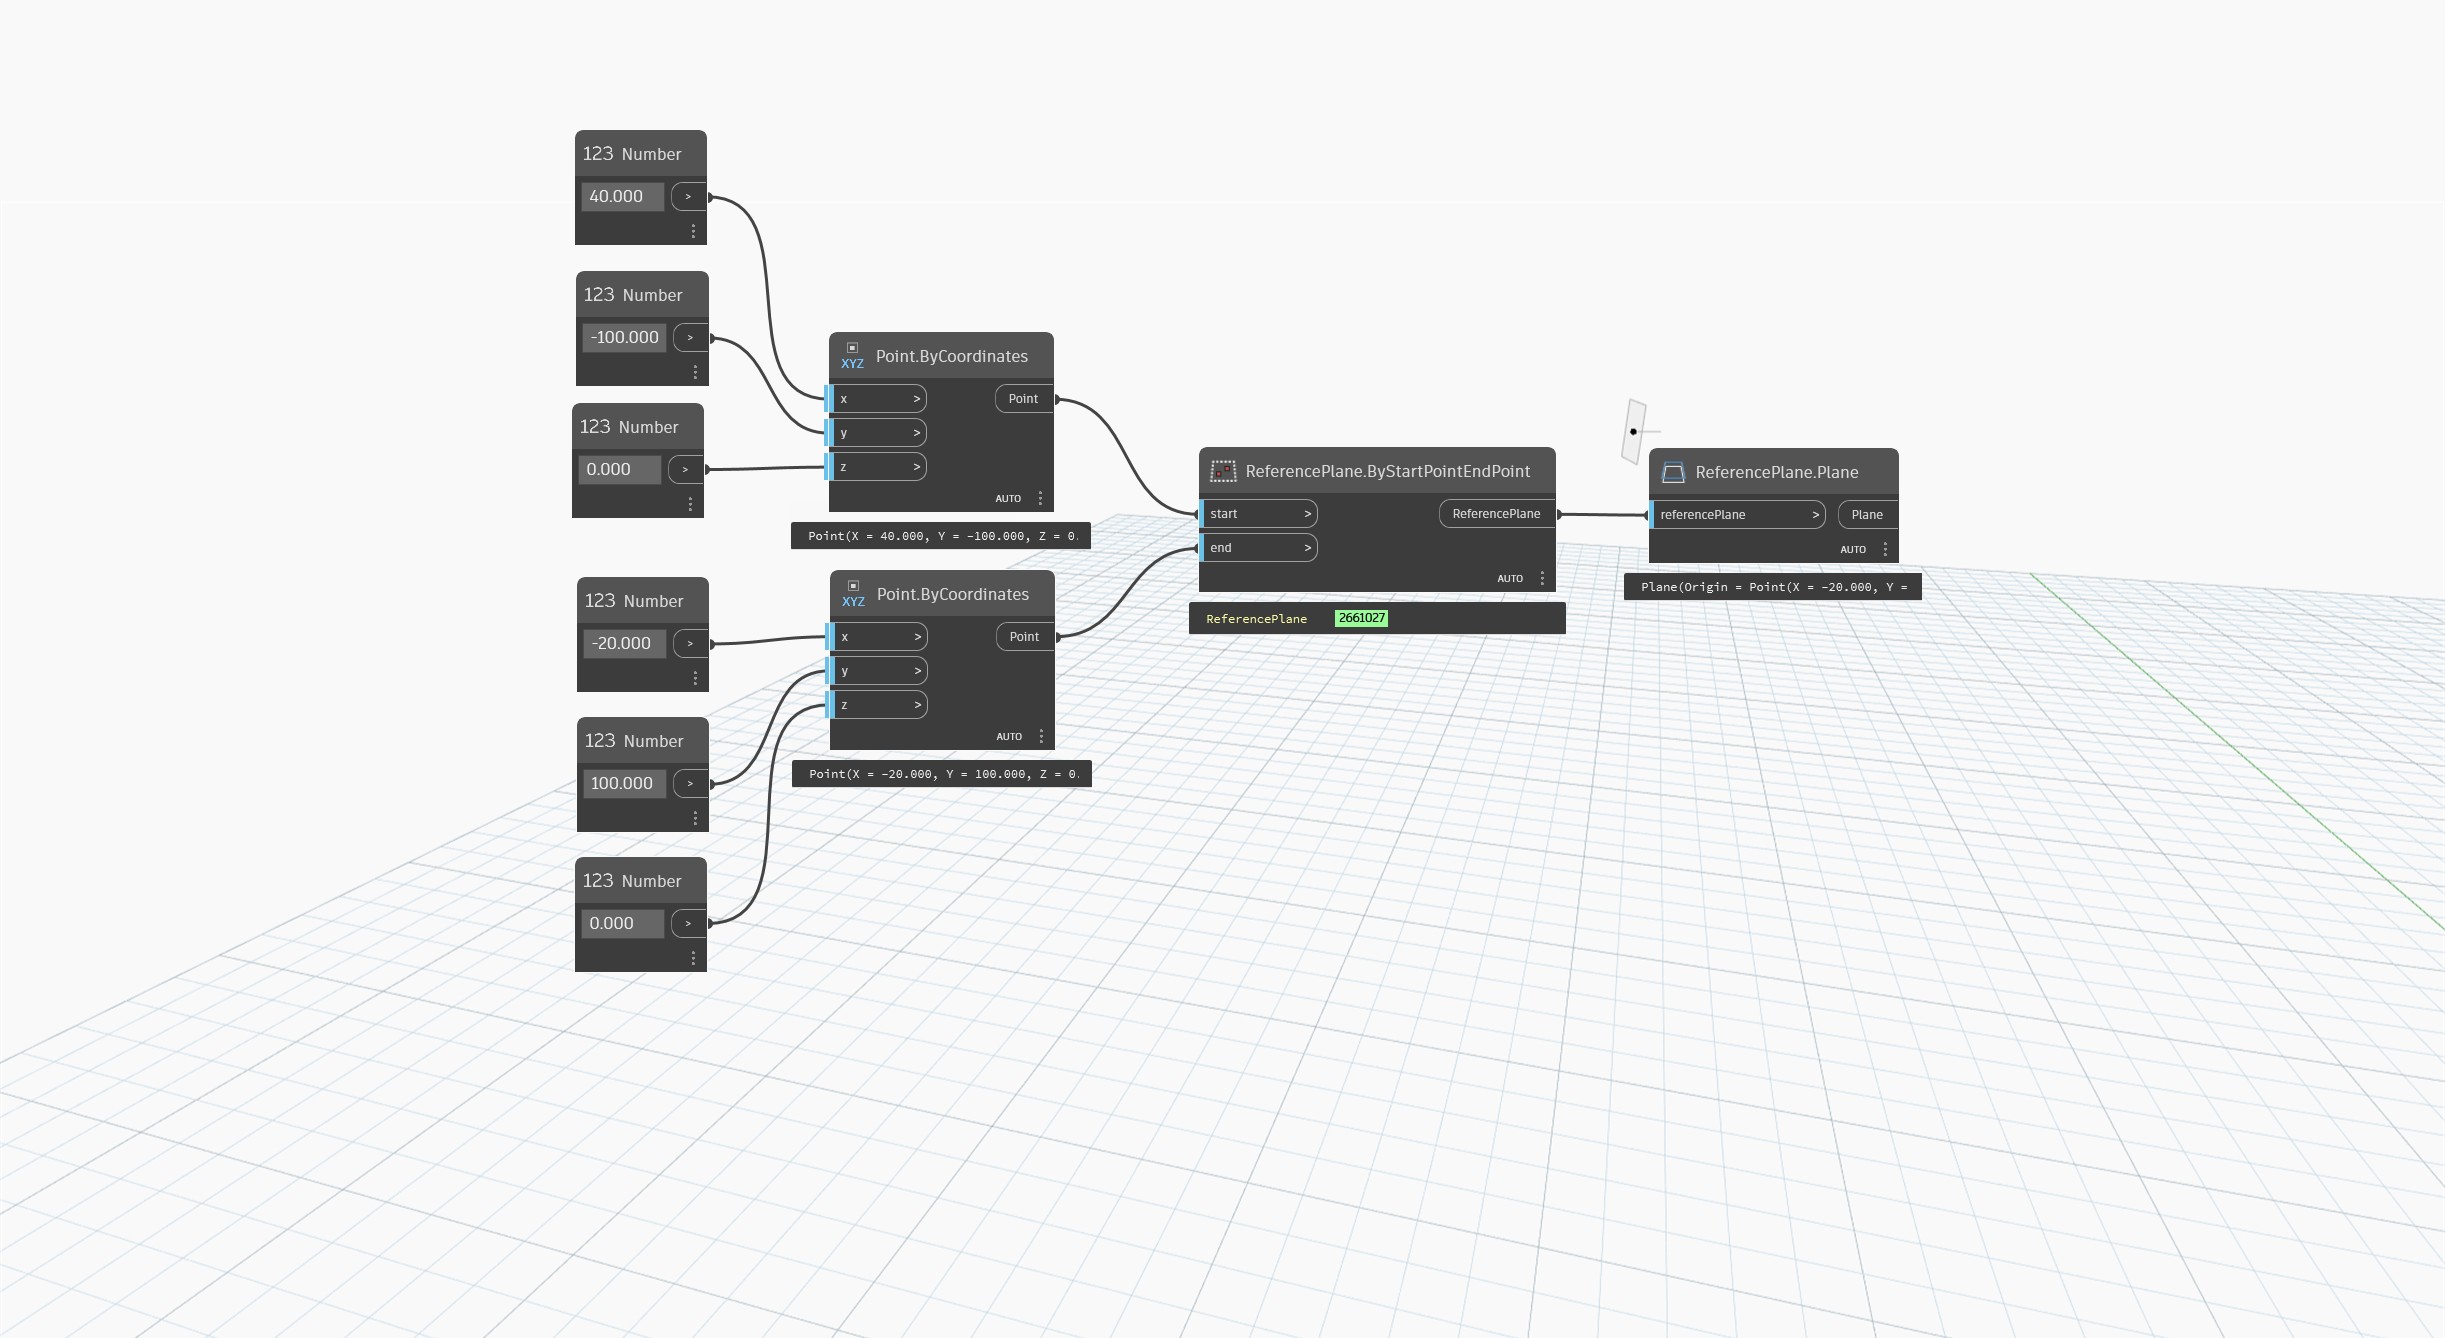 123 Number
40.000 >
123 Number
-100.000 >
123 Number
0.000 >
XYZ Point.ByCoordinates
x > Point
y >
z >
AUTO
Point(X = 40.000, Y = -100.000, Z = 0.
123 Number
-20.000 >
123 Number
100.000 >
123 Number
0.000 >
XYZ Point.ByCoordinates
x > Point
y >
z >
AUTO
Point(X = -20.000, Y = 100.000, Z = 0.
ReferencePlane.ByStartPointEndPoint
start > ReferencePlane
end >
AUTO
ReferencePlane 2661027
ReferencePlane.Plane
referencePlane > Plane
AUTO
Plane(Origin = Point(X = -20.000, Y =